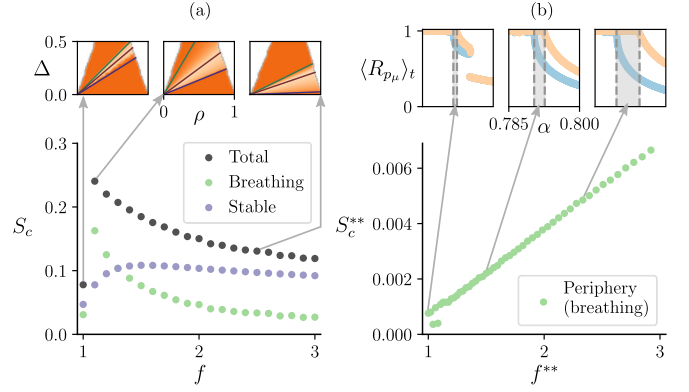 (a)
(b)
0.5
Δ
0.0
0
ρ
1
0.3
Total
Breathing
Stable
0.2
S_c
0.1
0.0
1
2
3
f
1
⟨R_{p_μ}⟩_t
0
0.785
α
0.800
0.006
0.004
S_c^{**}
0.002
Periphery
(breathing)
0.000
1
2
3
f^{**}